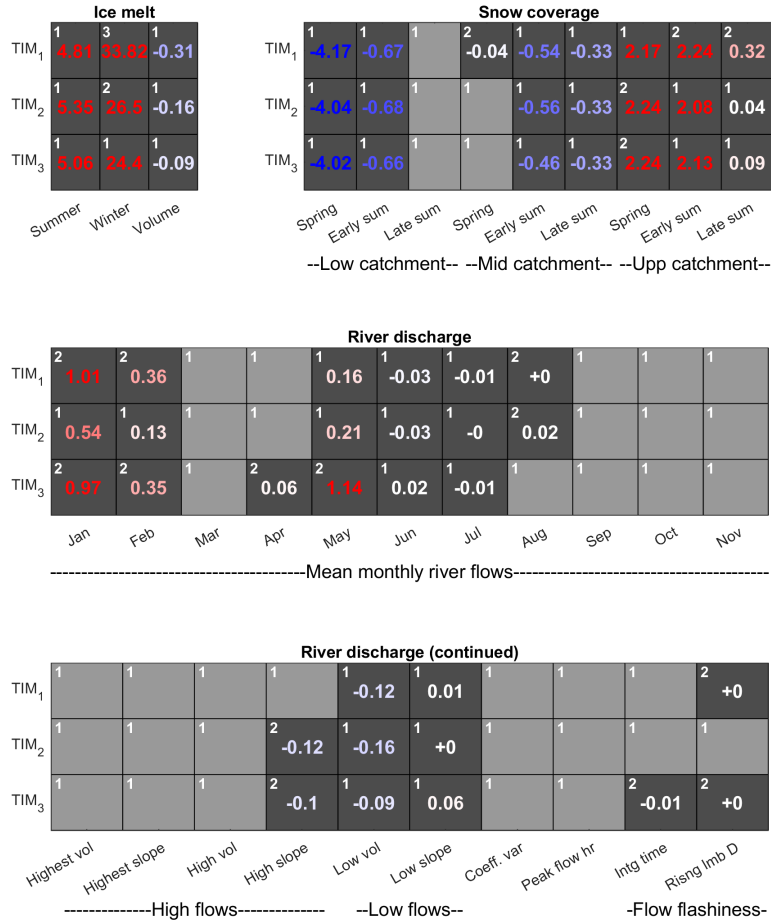 Ice melt
Snow coverage
1 3 1
TIM1 4.81 33.82 -0.31
1 2 1
TIM2 5.35 26.5 -0.16
1 1 1
TIM3 5.06 24.4 -0.09
Summer Winter Volume
1 1 1 2 1 1 1 1 2
TIM1 -4.17 -0.67 -0.04 -0.54 -0.33 2.17 2.24 0.32
1 1 1 1 1 1 2 1 1
TIM2 -4.04 -0.68 -0.56 -0.33 2.24 2.08 0.04
1 1 1 1 1 1 2 2 1
TIM3 -4.02 -0.66 -0.46 -0.33 2.24 2.13 0.09
Spring Early sum Late sum Spring Early sum Late sum Spring Early sum Late sum
--Low catchment-- --Mid catchment-- --Upp catchment--
River discharge
2 2 1 1 1 1 1 2 1 1 1
TIM1 1.01 0.36 0.16 -0.03 -0.01 +0
1 1 1 1 1 1 1 2 1 1 1
TIM2 0.54 0.13 0.21 -0.03 -0 0.02
2 2 1 2 2 1 1 1 1 1 1
TIM3 0.97 0.35 0.06 1.14 0.02 -0.01
Jan Feb Mar Apr May Jun Jul Aug Sep Oct Nov
------------------------------------------Mean monthly river flows------------------------------------------
River discharge (continued)
1 1 1 1 1 1 1 1 1 2
TIM1 -0.12 0.01 +0
1 1 1 2 1 1 1 1 1 1
TIM2 -0.12 -0.16 +0
1 1 1 2 1 1 1 1 2 2
TIM3 -0.1 -0.09 0.06 -0.01 +0
Highest vol Highest slope High vol High slope Low vol Low slope Coeff. var Peak flow hr Intg time Risng lmb D
--------------High flows-------------- --Low flows-- -Flow flashiness-